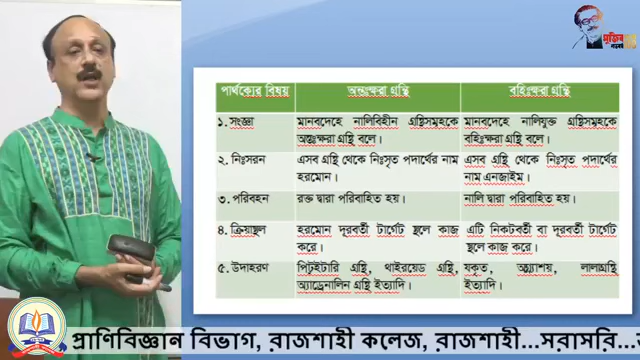 পার্থক্যের বিষয় অন্তঃক্ষরা গ্রন্থি বহিঃক্ষরা গ্রন্থি
১. সংজ্ঞা মানবদেহে নালিবিহীন গ্রন্থিসমূহকে মানবদেহে নালিযুক্ত গ্রন্থিসমূহকে
অন্তঃক্ষরা গ্রন্থি বলে। বহিঃক্ষরা গ্রন্থি বলে।
২. নিঃসরন এসব গ্রন্থি থেকে নিঃসৃত পদার্থের নাম এসব গ্রন্থি থেকে নিঃসৃত পদার্থের
হরমোন। নাম এনজাইম।
৩. পরিবহন রক্ত দ্বারা পরিবাহিত হয়। নালি দ্বারা পরিবাহিত হয়।
৪. ক্রিয়াস্থল হরমোন দূরবর্তী টার্গেট স্থলে কাজ এটি নিকটবর্তী বা দূরবর্তী টার্গেট
করে। স্থলে কাজ করে।
৫. উদাহরণ পিটুইটারি গ্রন্থি, থাইরয়েড গ্রন্থি, যকৃত, অগ্ন্যাশয়, লালাগ্রন্থি
অ্যাড্রেনালিন গ্রন্থি ইত্যাদি। ইত্যাদি।
প্রাণিবিজ্ঞান বিভাগ, রাজশাহী কলেজ, রাজশাহী...সরাসরি...